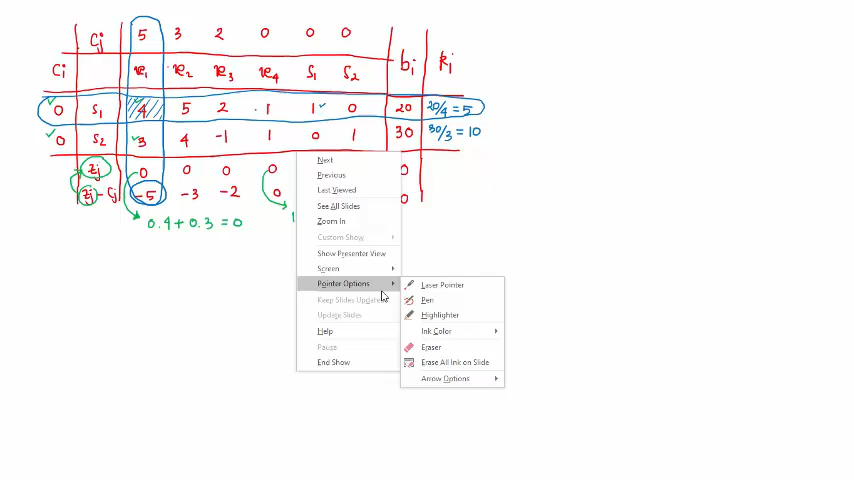 Cj 5 3 2 0 0 0 bi Ri
Ci x1 x2 x3 x4 s1 s2
0 s1 4 5 2 1 1 0 20 20/4 = 5
0 s2 3 4 -1 1 0 1 30 30/3 = 10
Zj 0 0 0 0 0
Zj - Cj -5 -3 -2 0 0
0.4 + 0.3 = 0
Next
Previous
Last Viewed
See All Slides
Zoom In
Custom Show
Show Presenter View
Screen
Pointer Options
Keep Slides Updated
Update Slides
Help
Pause
End Show
Laser Pointer
Pen
Highlighter
Ink Color
Eraser
Erase All Ink on Slide
Arrow Options